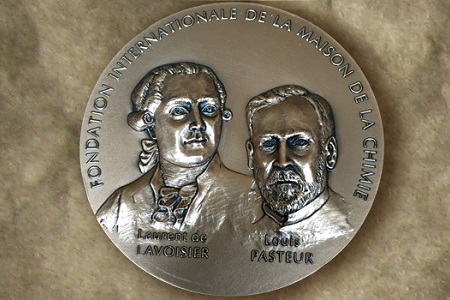 FONDATION INTERNATIONALE DE LA MAISON DE LA CHIMIE
Laurent de
LAVOISIER
Louis
PASTEUR